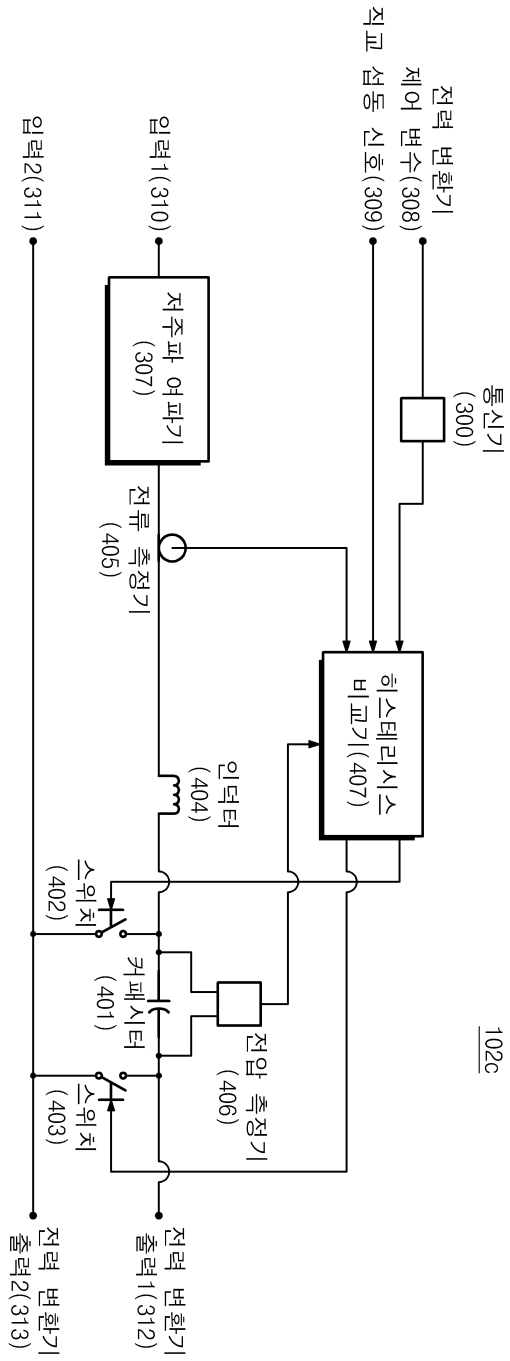 102c
전력 변환기
제어 변수(308)
직교 섭동 신호(309)
통신기
(300)
히스테리시스
비교기(407)
입력1(310)
저주파 여파기
(307)
전류 측정기
(405)
인덕터
(404)
전압 측정기
(406)
커패시터
(401)
스위치
(402)
스위치
(403)
입력2(311)
전력 변환기
출력1(312)
전력 변환기
출력2(313)